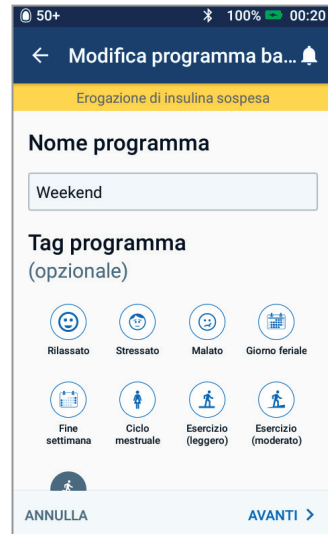 50+ 100% 00:20
Modifica programma ba...
Erogazione di insulina sospesa
Nome programma
Weekend
Tag programma
(opzionale)
Rilassato Stressato Malato Giorno feriale
Fine settimana Ciclo mestruale Esercizio (leggero) Esercizio (moderato)
ANNULLA AVANTI